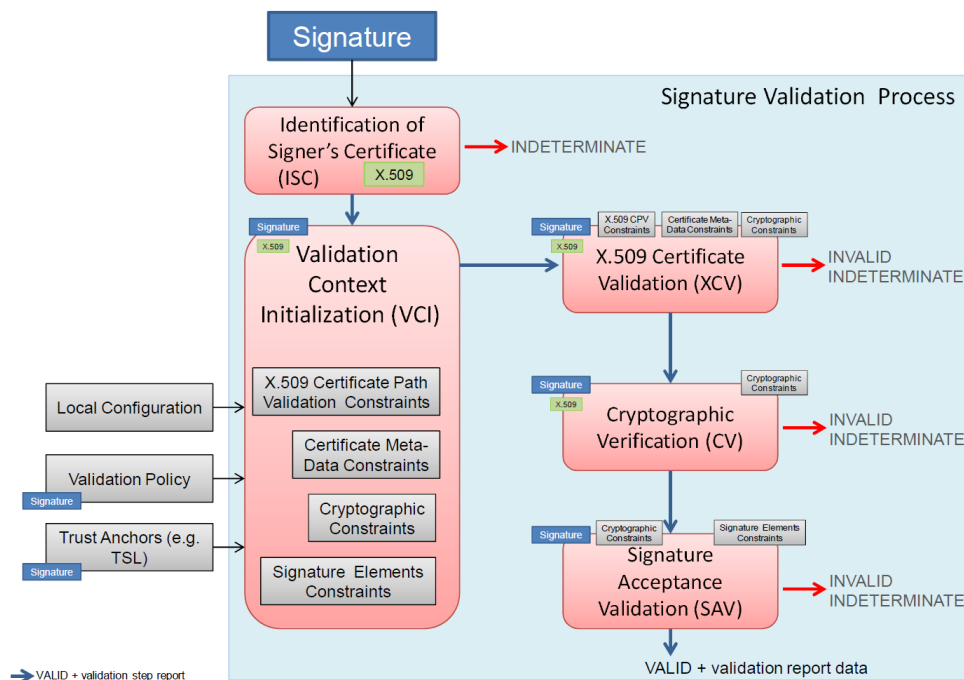 Signature
Signature Validation Process
Identification of
Signer's Certificate
(ISC)
X.509
INDETERMINATE
Signature
X.509
Validation
Context
Initialization (VCI)
X.509 Certificate Path
Validation Constraints
Certificate Meta-
Data Constraints
Cryptographic
Constraints
Signature Elements
Constraints
Local Configuration
Validation Policy
Signature
Trust Anchors (e.g.
TSL)
Signature
Signature
X.509
X.509 CPV
Constraints
Certificate Meta-
Data Constraints
Cryptographic
Constraints
X.509 Certificate
Validation (XCV)
INVALID
INDETERMINATE
Signature
X.509
Cryptographic
Constraints
Cryptographic
Verification (CV)
INVALID
INDETERMINATE
Signature
Cryptographic
Constraints
Signature Elements
Constraints
Signature
Acceptance
Validation (SAV)
INVALID
INDETERMINATE
VALID + validation report data
VALID + validation step report